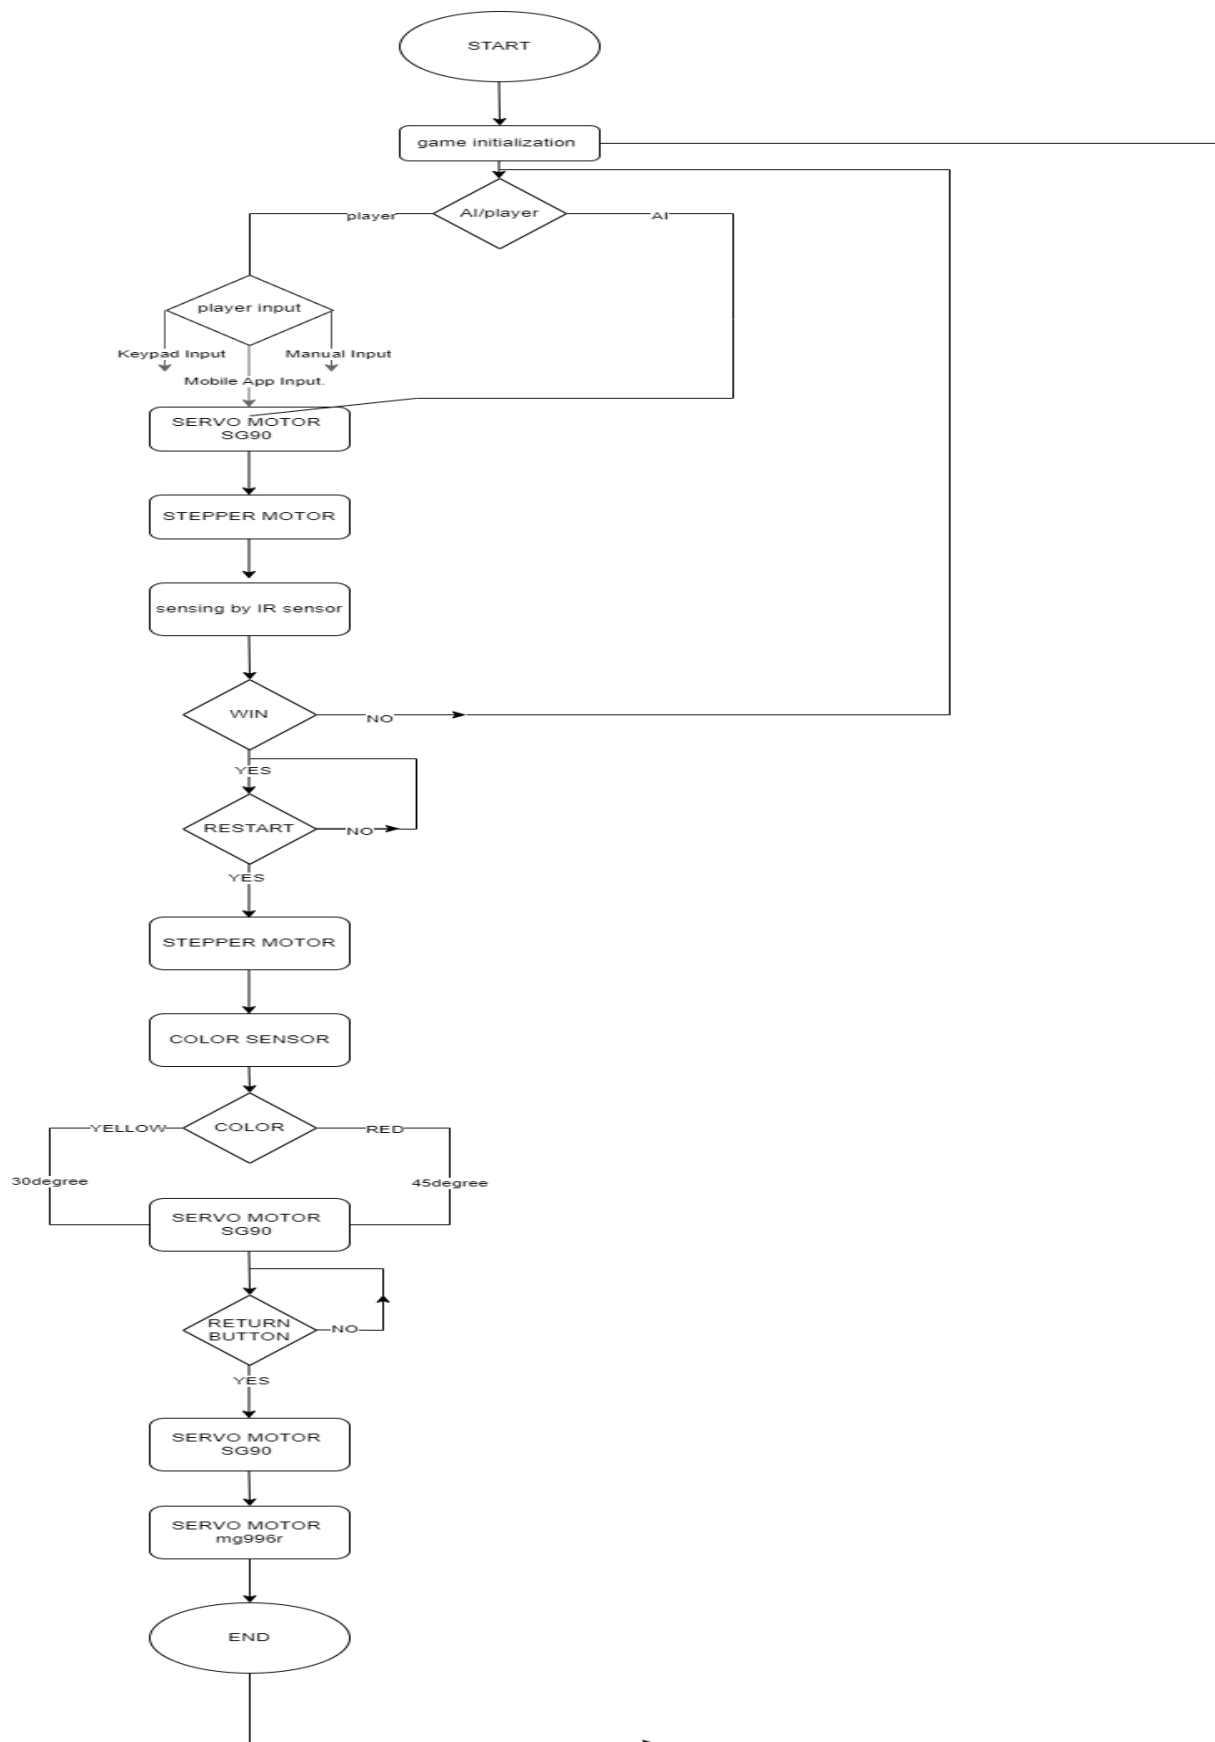 START
game initialization
AI/player
player
AI
player input
Keypad Input
Manual Input
Mobile App Input.
SERVO MOTOR
SG90
STEPPER MOTOR
sensing by IR sensor
WIN
NO
YES
RESTART
NO
YES
STEPPER MOTOR
COLOR SENSOR
COLOR
YELLOW
RED
30degree
45degree
SERVO MOTOR
SG90
RETURN
BUTTON
NO
YES
SERVO MOTOR
SG90
SERVO MOTOR
mg996r
END